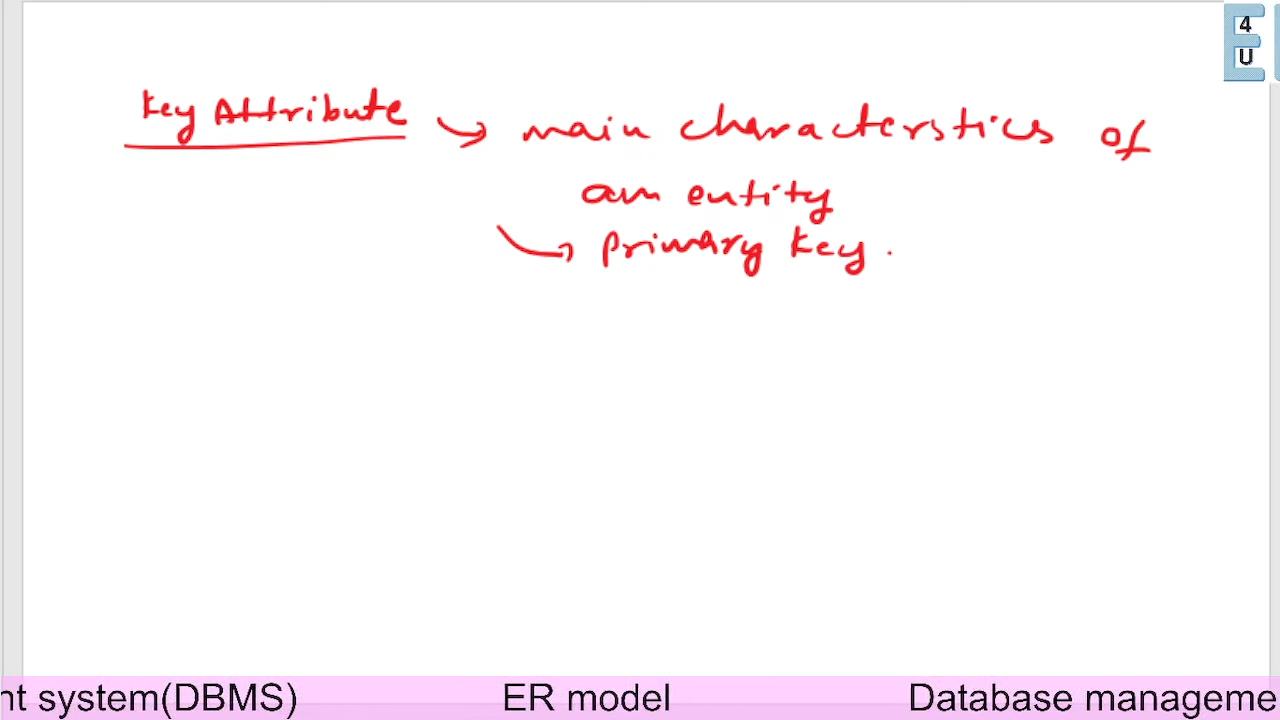 4
U
Key Attribute → main characterstics of
an entity
→ primary key.
nt system(DBMS) ER model Database manageme